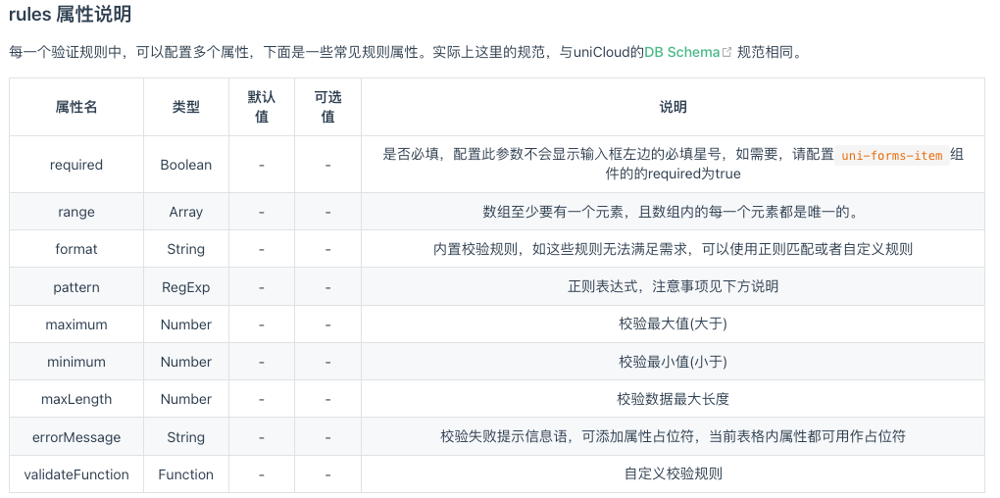 rules 属性说明
每一个验证规则中，可以配置多个属性，下面是一些常见规则属性。实际上这里的规范，与uniCloud的DB Schema 规范相同。
属性名 类型 默认值 可选值 说明
required Boolean - - 是否必填，配置此参数不会显示输入框左边的必填星号，如需要，请配置 uni-forms-item 组
件的的required为true
range Array - - 数组至少要有一个元素，且数组内的每一个元素都是唯一的。
format String - - 内置校验规则，如这些规则无法满足需求，可以使用正则匹配或者自定义规则
pattern RegExp - - 正则表达式，注意事项见下方说明
maximum Number - - 校验最大值(大于)
minimum Number - - 校验最小值(小于)
maxLength Number - - 校验数据最大长度
errorMessage String - - 校验失败提示信息语，可添加属性占位符，当前表格内属性都可用作占位符
validateFunction Function - - 自定义校验规则